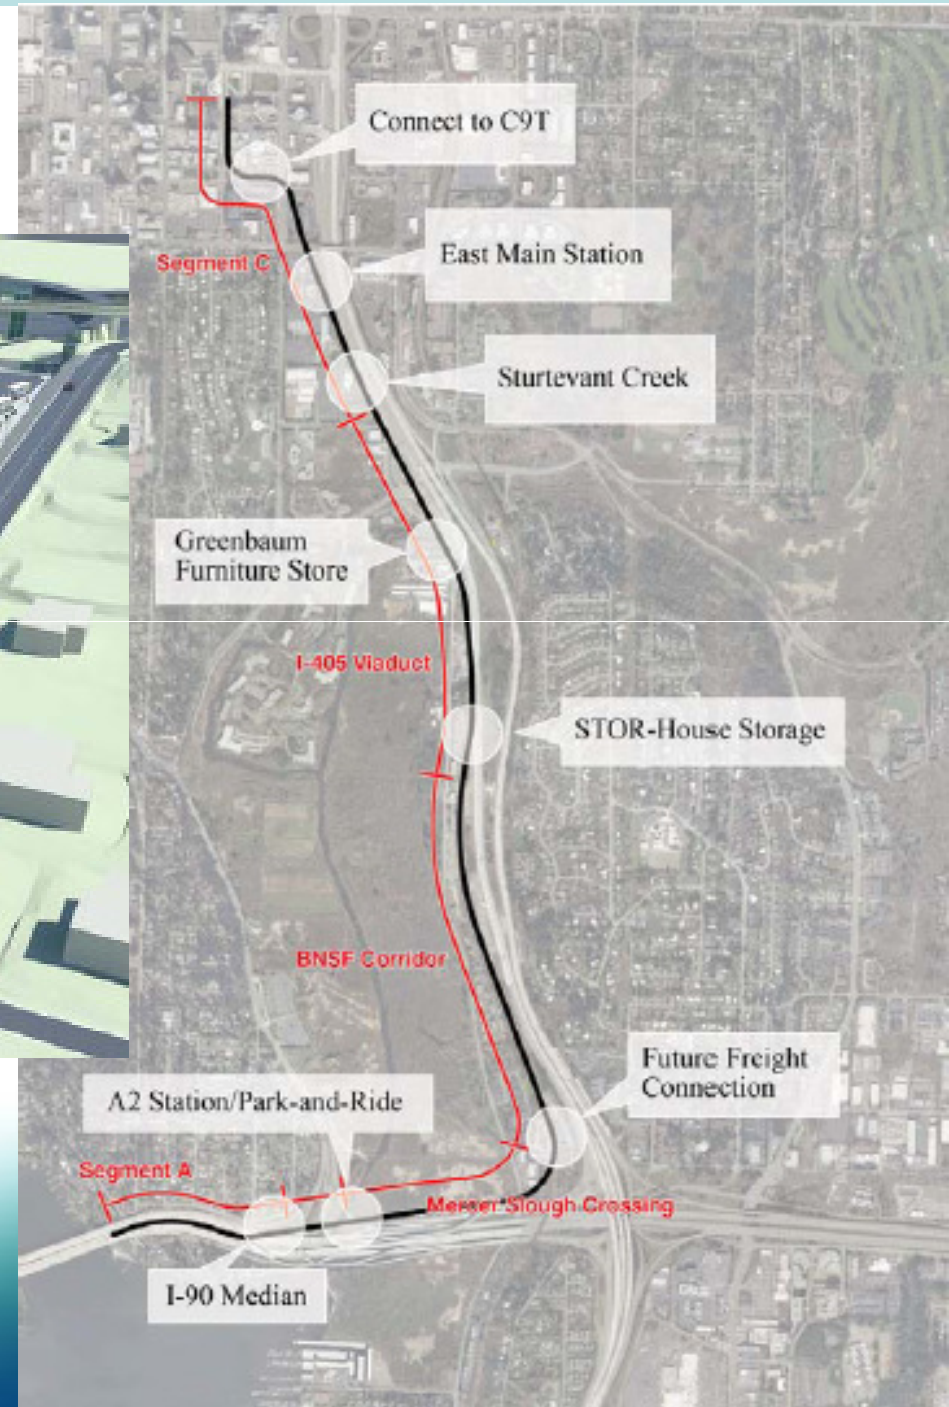 Connect to C9T
East Main Station
Segment C
Sturtevant Creek
Greenbaum
Furniture Store
I-405 Viaduct
STOR-House Storage
BNSF Corridor
Future Freight
Connection
A2 Station/Park-and-Ride
Segment A
Mercer Slough Crossing
I-90 Median